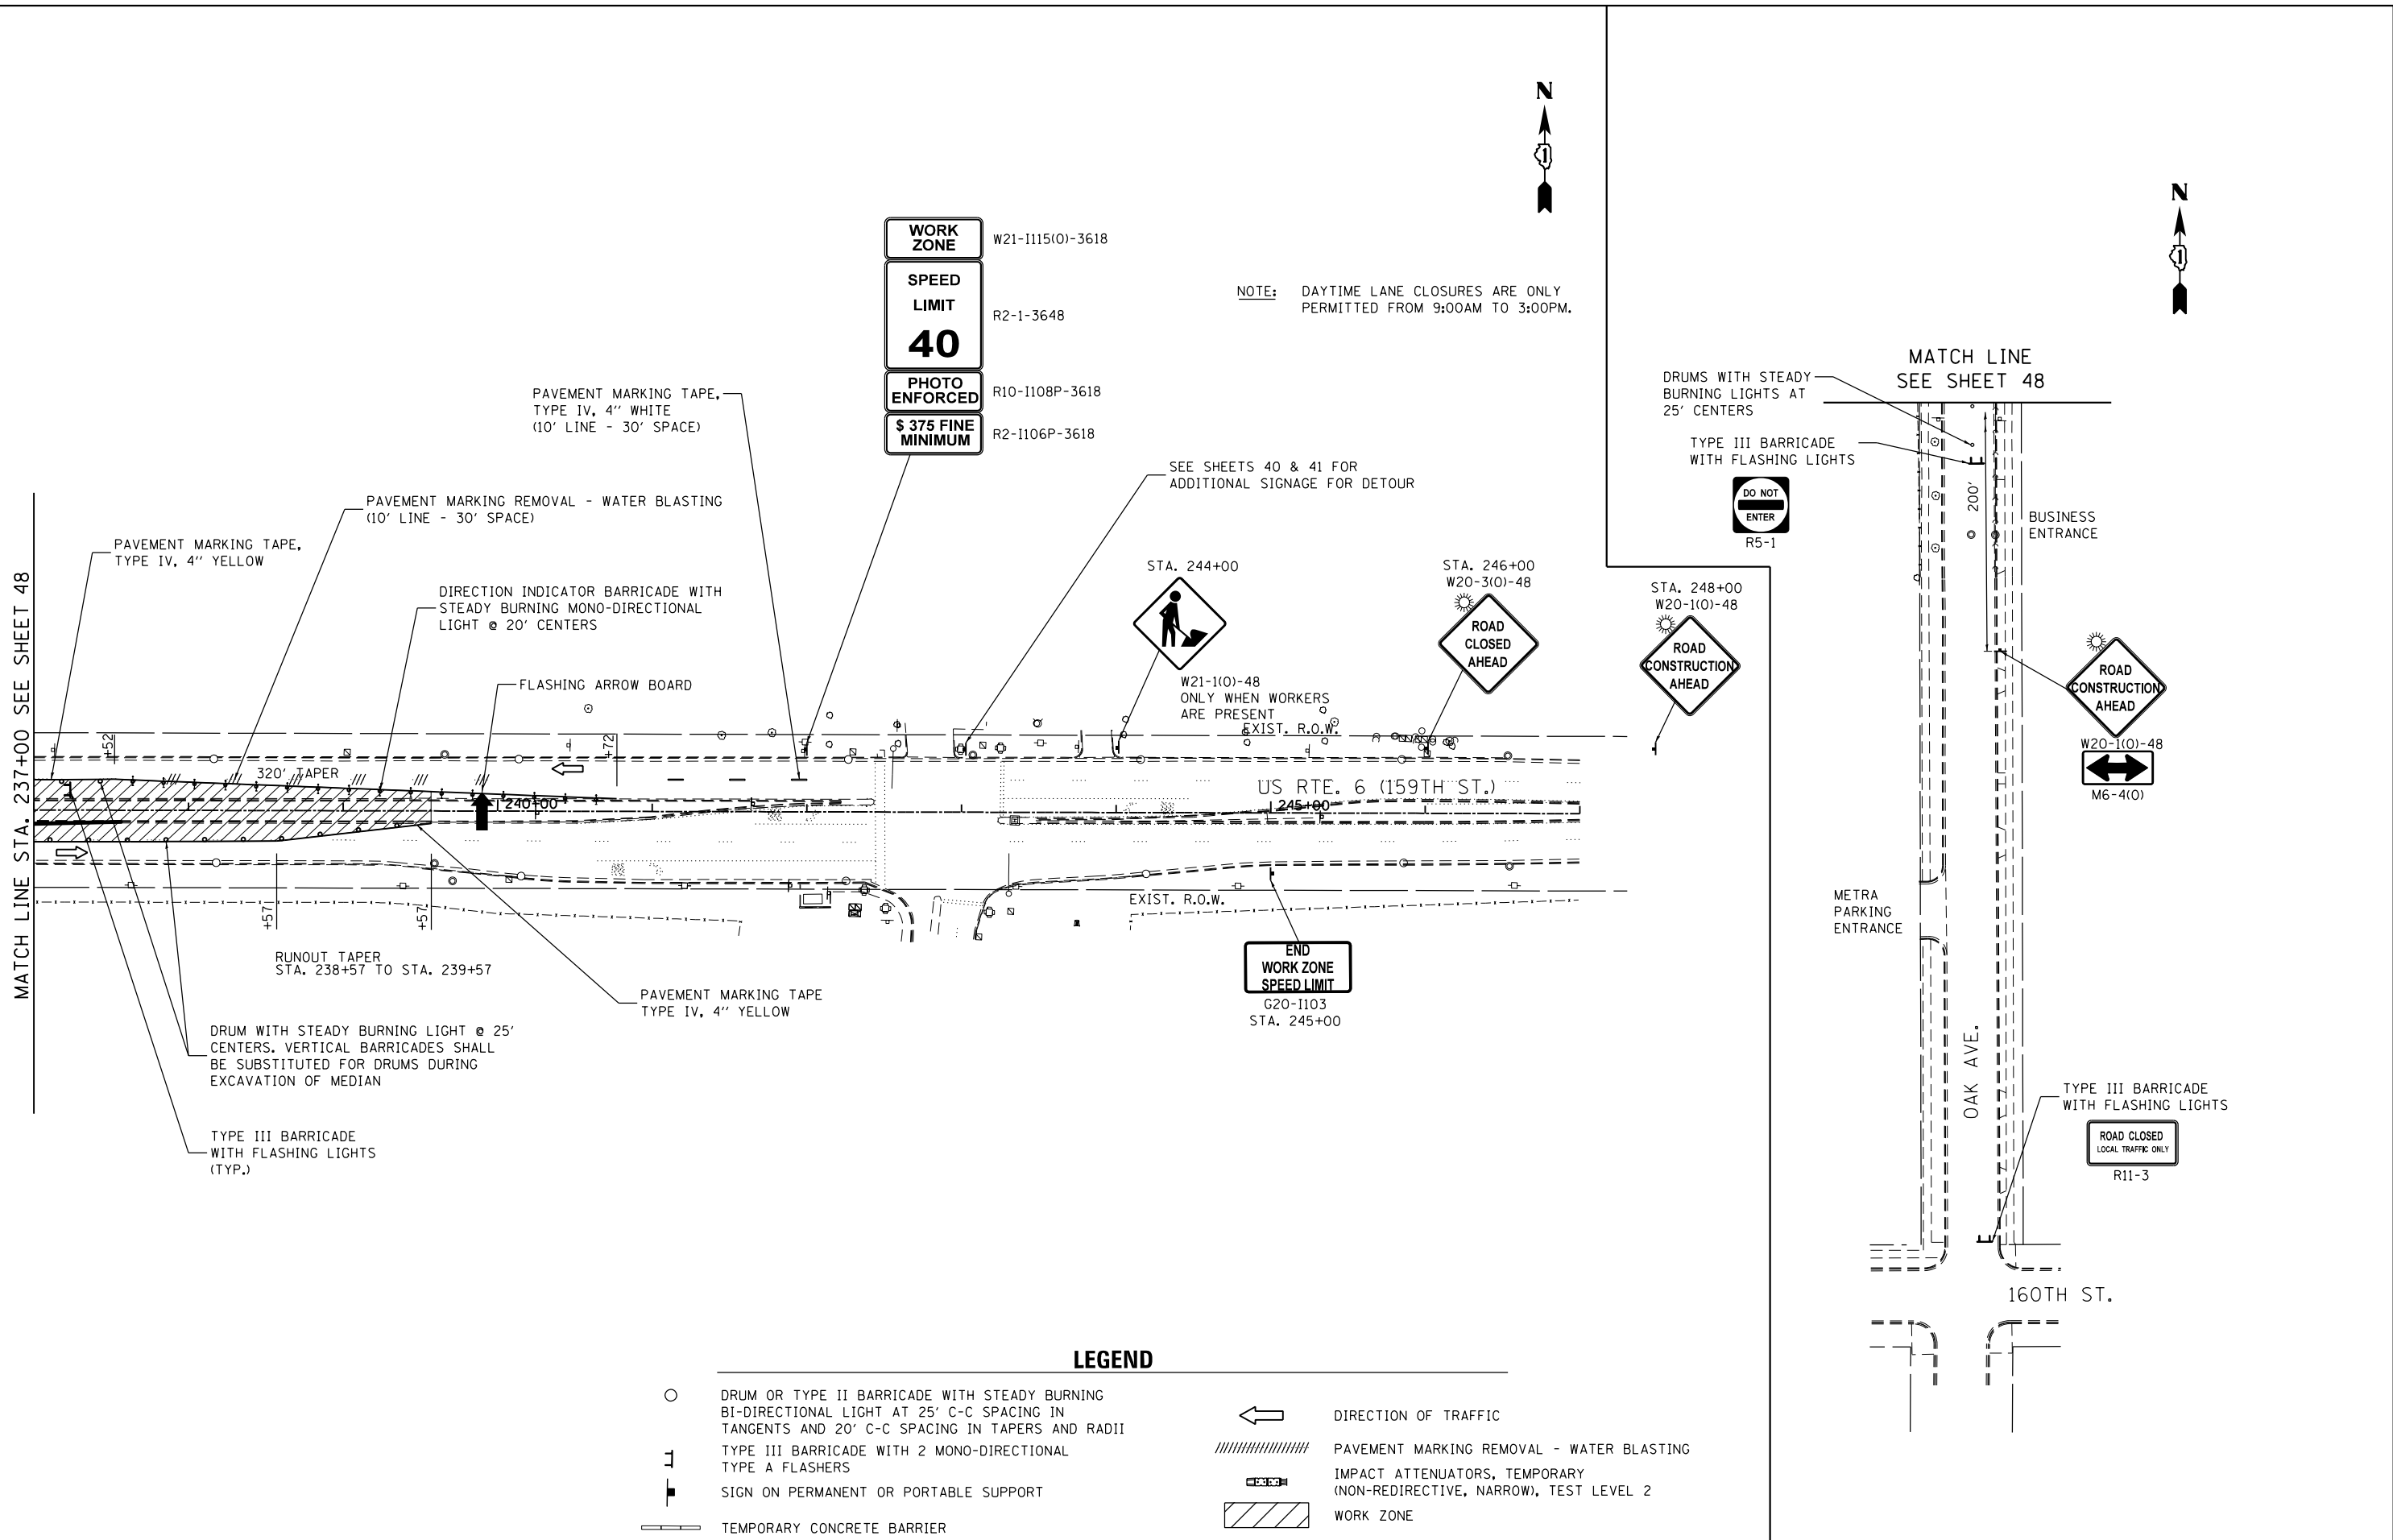 N
N
WORK
ZONE
W21-I115(O)-3618
SPEED
LIMIT
40
R2-1-3648
PHOTO
ENFORCED
R10-I108P-3618
$ 375 FINE
MINIMUM
R2-I106P-3618
NOTE: DAYTIME LANE CLOSURES ARE ONLY
PERMITTED FROM 9:00AM TO 3:00PM.
MATCH LINE STA. 237+00 SEE SHEET 48
PAVEMENT MARKING TAPE,
TYPE IV, 4'' WHITE
(10' LINE - 30' SPACE)
SEE SHEETS 40 & 41 FOR
ADDITIONAL SIGNAGE FOR DETOUR
PAVEMENT MARKING REMOVAL - WATER BLASTING
(10' LINE - 30' SPACE)
PAVEMENT MARKING TAPE,
TYPE IV, 4'' YELLOW
DIRECTION INDICATOR BARRICADE WITH
STEADY BURNING MONO-DIRECTIONAL
LIGHT @ 20' CENTERS
FLASHING ARROW BOARD
STA. 244+00
W21-1(O)-48
ONLY WHEN WORKERS
ARE PRESENT
STA. 246+00
W20-3(O)-48
ROAD
CLOSED
AHEAD
STA. 248+00
W20-1(O)-48
ROAD
CONSTRUCTION
AHEAD
EXIST. R.O.W.
+52
+72
320' TAPER
US RTE. 6 (159TH ST.)
240+00
245+00
+57
+57
EXIST. R.O.W.
RUNOUT TAPER
STA. 238+57 TO STA. 239+57
PAVEMENT MARKING TAPE
TYPE IV, 4'' YELLOW
END
WORK ZONE
SPEED LIMIT
G20-I103
STA. 245+00
DRUM WITH STEADY BURNING LIGHT @ 25'
CENTERS. VERTICAL BARRICADES SHALL
BE SUBSTITUTED FOR DRUMS DURING
EXCAVATION OF MEDIAN
TYPE III BARRICADE
WITH FLASHING LIGHTS
(TYP.)
MATCH LINE
SEE SHEET 48
DRUMS WITH STEADY
BURNING LIGHTS AT
25' CENTERS
TYPE III BARRICADE
WITH FLASHING LIGHTS
DO NOT
ENTER
R5-1
200'
BUSINESS
ENTRANCE
ROAD
CONSTRUCTION
AHEAD
W20-1(O)-48
M6-4(O)
METRA
PARKING
ENTRANCE
OAK AVE.
TYPE III BARRICADE
WITH FLASHING LIGHTS
ROAD CLOSED
LOCAL TRAFFIC ONLY
R11-3
160TH ST.
LEGEND
DRUM OR TYPE II BARRICADE WITH STEADY BURNING
BI-DIRECTIONAL LIGHT AT 25' C-C SPACING IN
TANGENTS AND 20' C-C SPACING IN TAPERS AND RADII
TYPE III BARRICADE WITH 2 MONO-DIRECTIONAL
TYPE A FLASHERS
SIGN ON PERMANENT OR PORTABLE SUPPORT
TEMPORARY CONCRETE BARRIER
DIRECTION OF TRAFFIC
PAVEMENT MARKING REMOVAL - WATER BLASTING
IMPACT ATTENUATORS, TEMPORARY
(NON-REDIRECTIVE, NARROW), TEST LEVEL 2
WORK ZONE